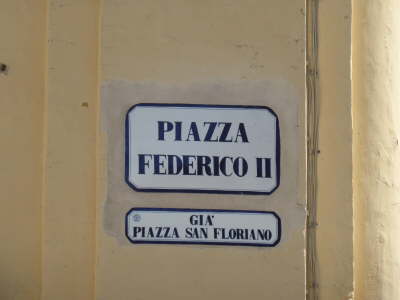 PIAZZA
FEDERICO II
GIA'
PIAZZA SAN FLORIANO